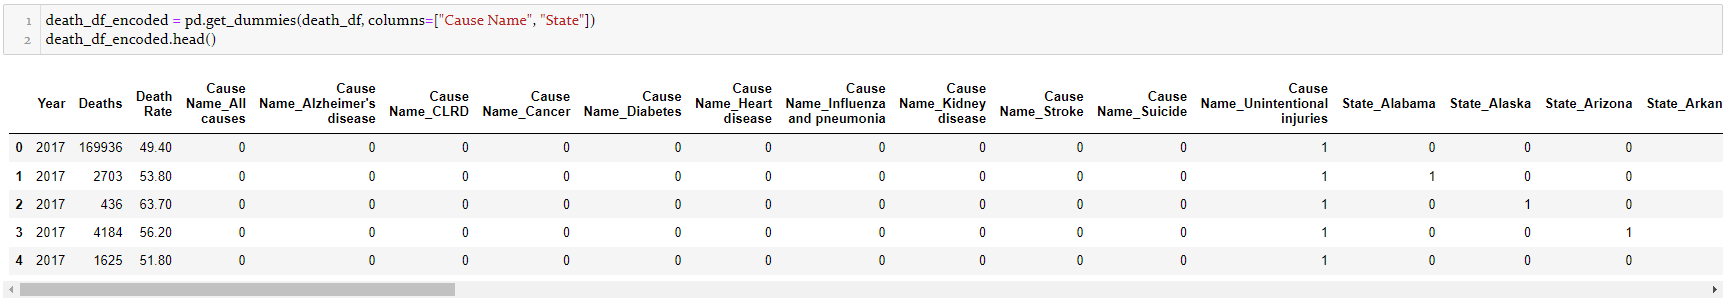 1 death_df_encoded = pd.get_dummies(death_df, columns=["Cause Name", "State"])
2 death_df_encoded.head()
Year Deaths Death Rate Cause Name_All causes Cause Name_Alzheimer's disease Cause Name_CLRD Cause Name_Cancer Cause Name_Diabetes Cause Name_Heart disease Cause Name_Influenza and pneumonia Cause Name_Kidney disease Cause Name_Stroke Cause Name_Suicide Cause Name_Unintentional injuries State_Alabama State_Alaska State_Arizona State_Arkan
0 2017 169936 49.40 0 0 0 0 0 0 0 0 0 0 1 0 0 0
1 2017 2703 53.80 0 0 0 0 0 0 0 0 0 0 1 1 0 0
2 2017 436 63.70 0 0 0 0 0 0 0 0 0 0 1 0 1 0
3 2017 4184 56.20 0 0 0 0 0 0 0 0 0 0 1 0 0 1
4 2017 1625 51.80 0 0 0 0 0 0 0 0 0 0 1 0 0 0